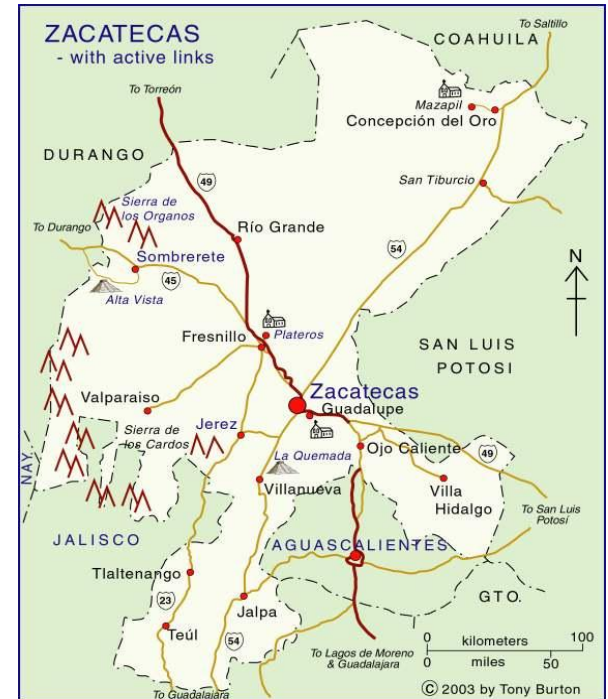 ZACATECAS
- with active links
To Saltillo
COAHUILA
To Torreón
Mazapil
Concepción del Oro
DURANGO
49
San Tiburcio
Sierra de
los Organos
To Durango
Río Grande
54
N
Sombrerete
45
Alta Vista
Plateros
Fresnillo
SAN LUIS
POTOSI
Zacatecas
Valparaiso
Guadalupe
Jerez
Sierra de
los Cardos
Ojo Caliente
49
La Quemada
NAY.
Villanueva
Villa
Hidalgo
To San Luis
Potosí
JALISCO
AGUASCALIENTES
Tlaltenango
GTO.
23
Jalpa
Teúl
54
0 100
kilometers
miles
0 50
To Lagos de Moreno
& Guadalajara
To Guadalajara
© 2003 by Tony Burton